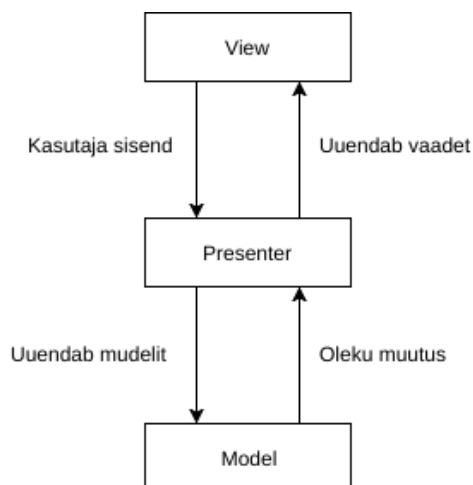 View
Kasutaja sisend
Uuendab vaadet
Presenter
Uuendab mudelit
Oleku muutus
Model